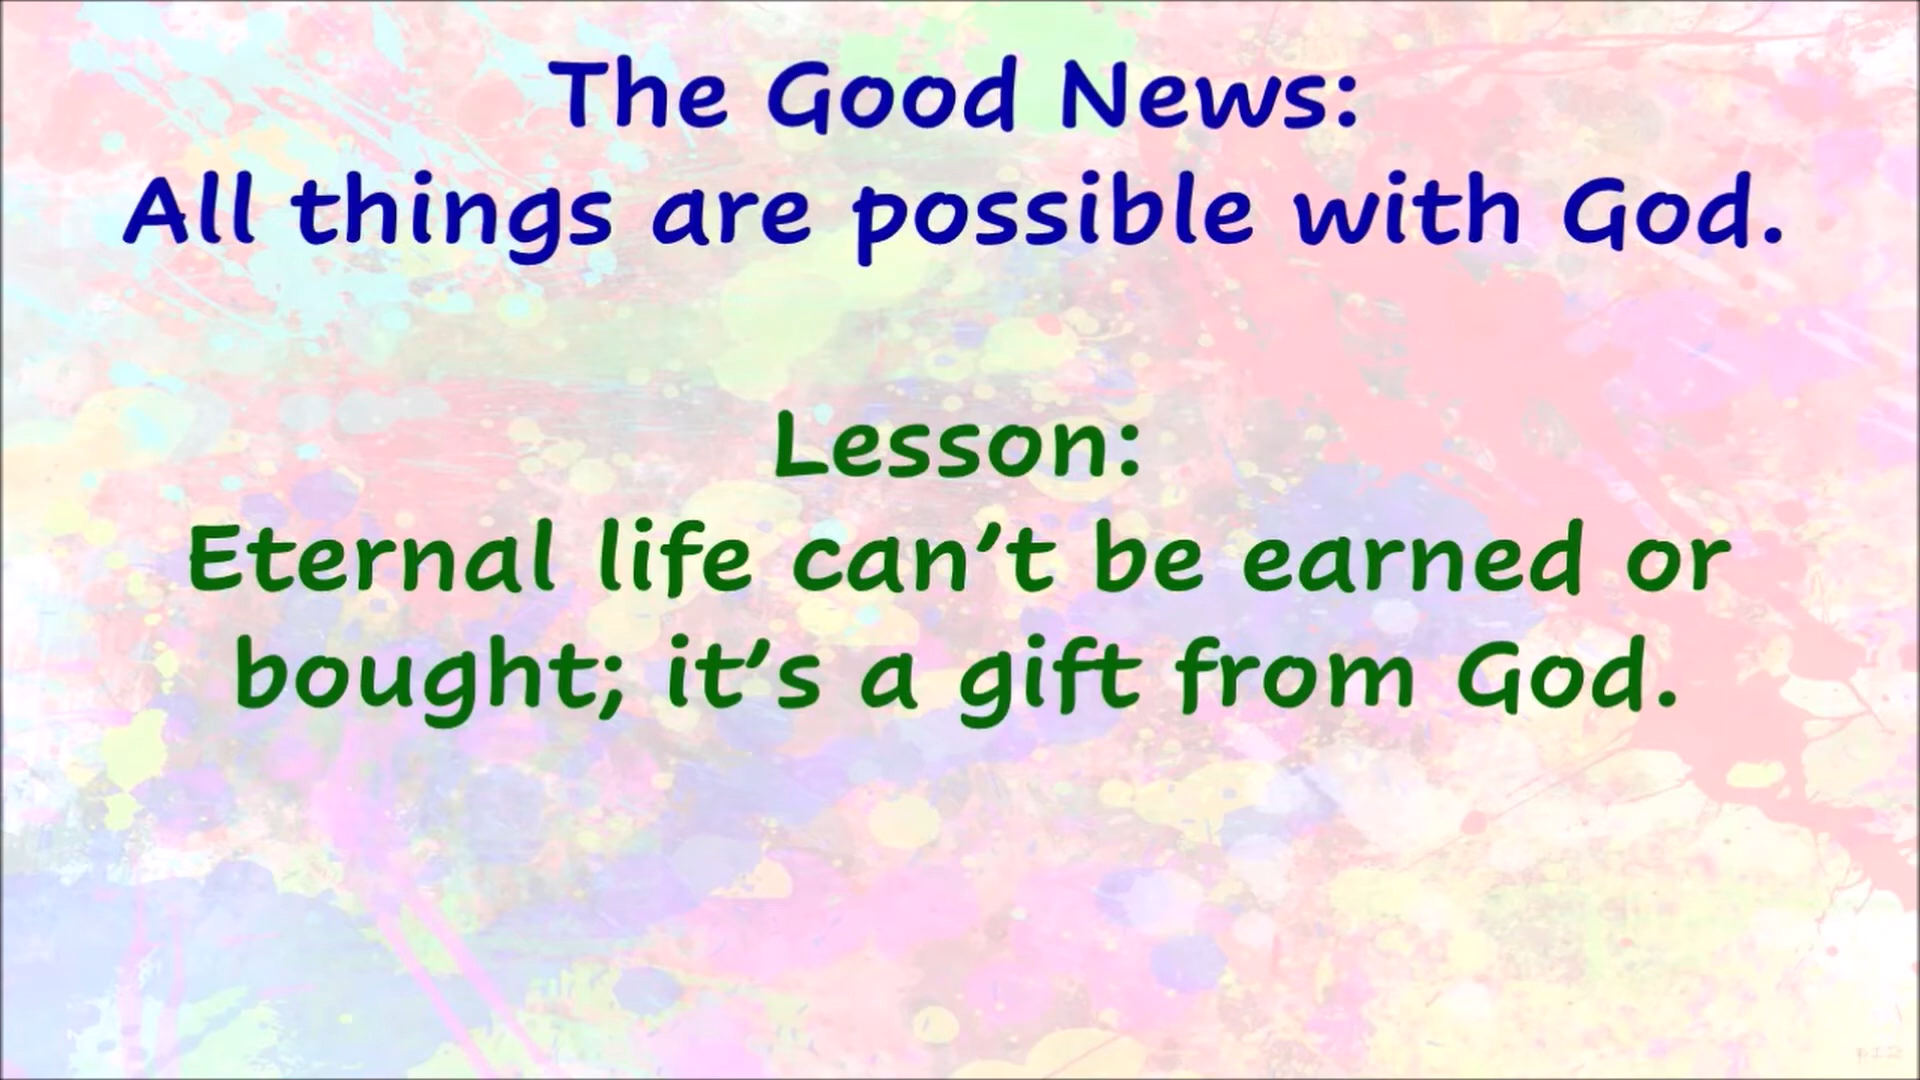 The Good News:
All things are possible with God.
Lesson:
Eternal life can’t be earned or
bought; it’s a gift from God.